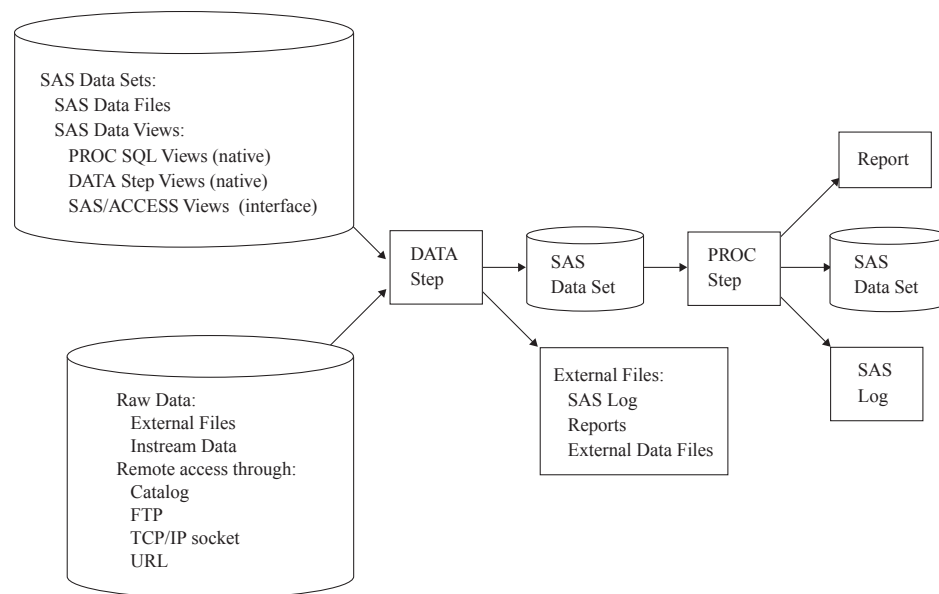 SAS Data Sets:
SAS Data Files
SAS Data Views:
PROC SQL Views (native)
DATA Step Views (native)
SAS/ACCESS Views (interface)
Raw Data:
External Files
Instream Data
Remote access through:
Catalog
FTP
TCP/IP socket
URL
DATA
Step
SAS
Data Set
External Files:
SAS Log
Reports
External Data Files
PROC
Step
Report
SAS
Data Set
SAS
Log